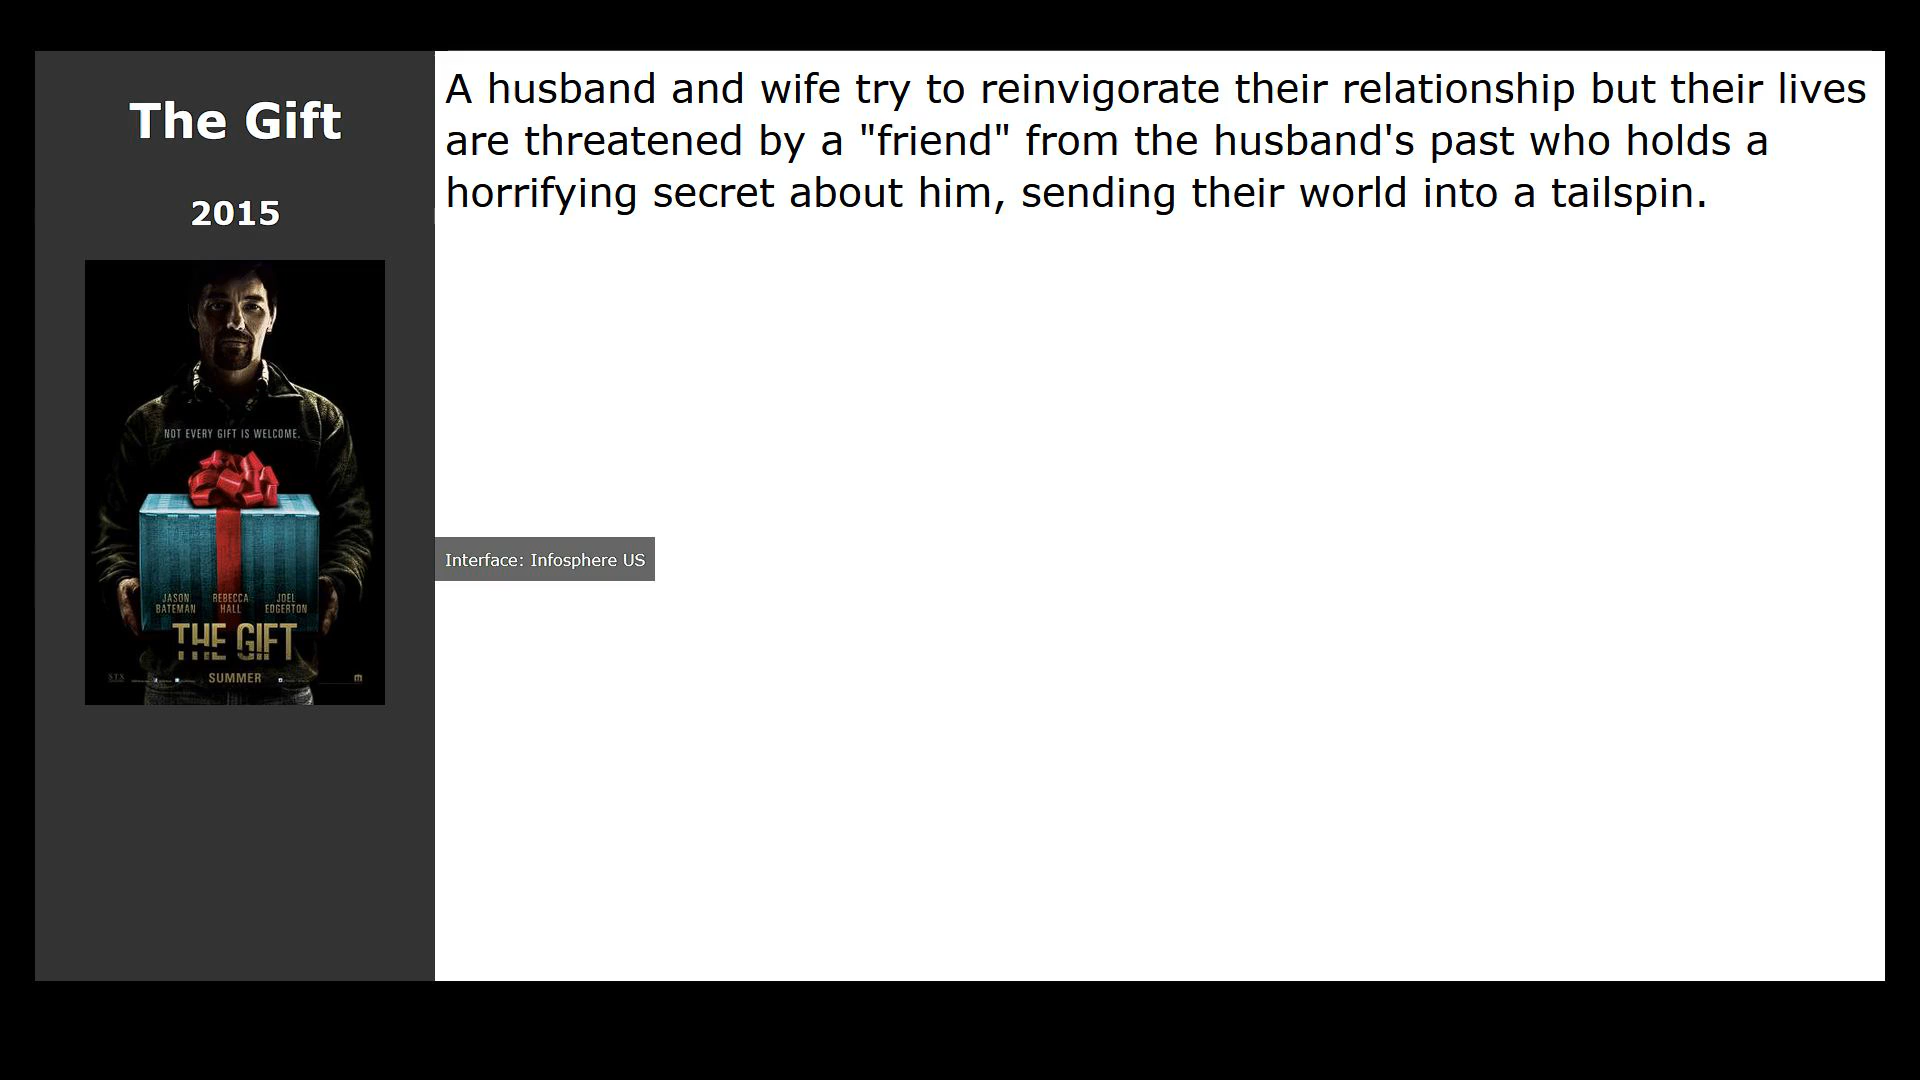 The Gift
2015
NOT EVERY GIFT IS WELCOME.
JASON BATEMAN
REBECCA HALL
JOEL EDGERTON
THE GIFT
STX
SUMMER
A husband and wife try to reinvigorate their relationship but their lives
are threatened by a "friend" from the husband's past who holds a
horrifying secret about him, sending their world into a tailspin.
Interface: Infosphere US